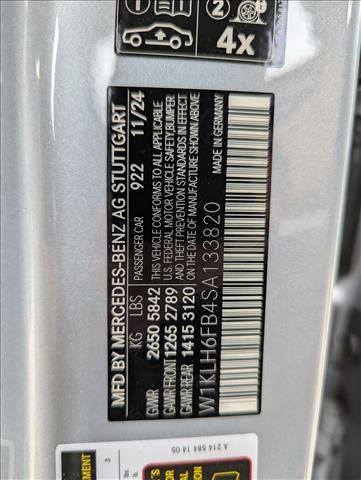 4x
MFD BY MERCEDES-BENZ AG STUTTGART
922 11/24
KG LBS PASSENGER CAR
GVWR 2650 5842 THIS VEHICLE CONFORMS TO ALL APPLICABLE
GAWR FRONT 1265 2789 U.S. FEDERAL MOTOR VEHICLE SAFETY, BUMPER,
GAWR REAR 1415 3120 AND THEFT PREVENTION STANDARDS IN EFFECT
ON THE DATE OF MANUFACTURE SHOWN ABOVE
W1KLH6FB4SA133820
MADE IN GERMANY
A 214 584 14 05
3